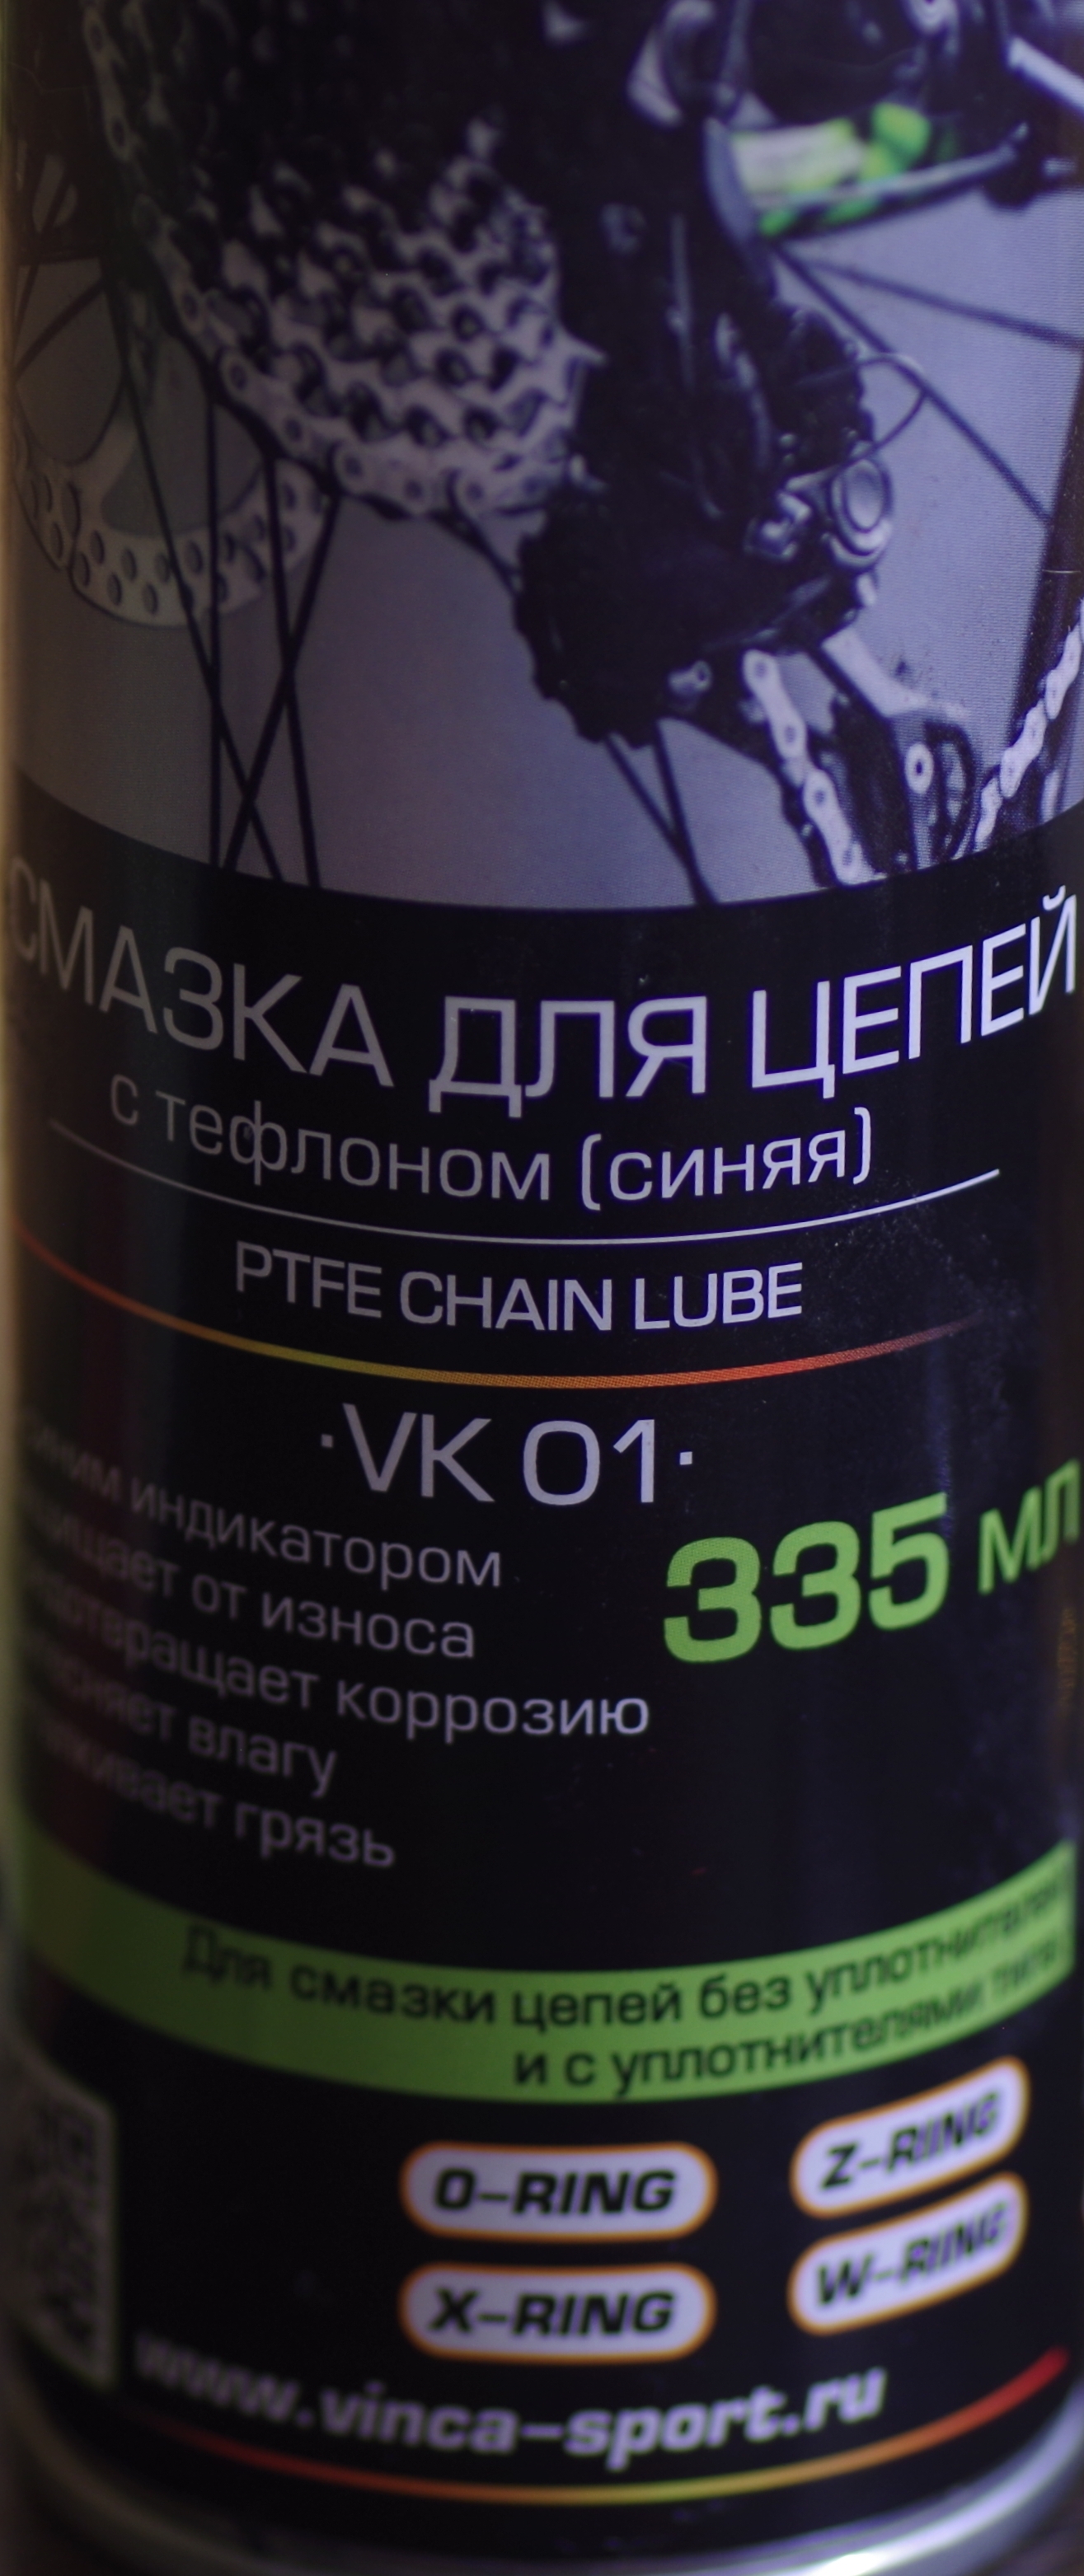 СМАЗКА ДЛЯ ЦЕПЕЙ
с тефлоном (синяя)
PTFE CHAIN LUBE
·VK 01·
335 мл
индикатором
от износа
коррозию
влагу
грязь
Для смазки цепей без
и с уплотнителями типа
O-RING
Z-RING
X-RING
W-RING
www.vinca-sport.ru